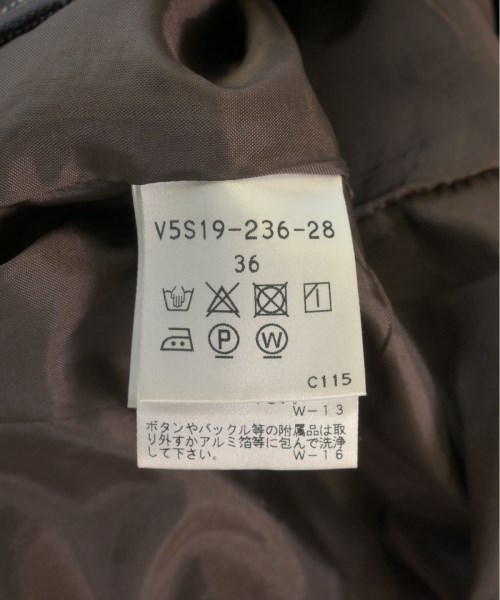 V5S19-236-28
36
P W
C115
W-13
ボタンやバックル等の附属品は取
り外すかアルミ箔等に包んで洗浄
して下さい。 W-16